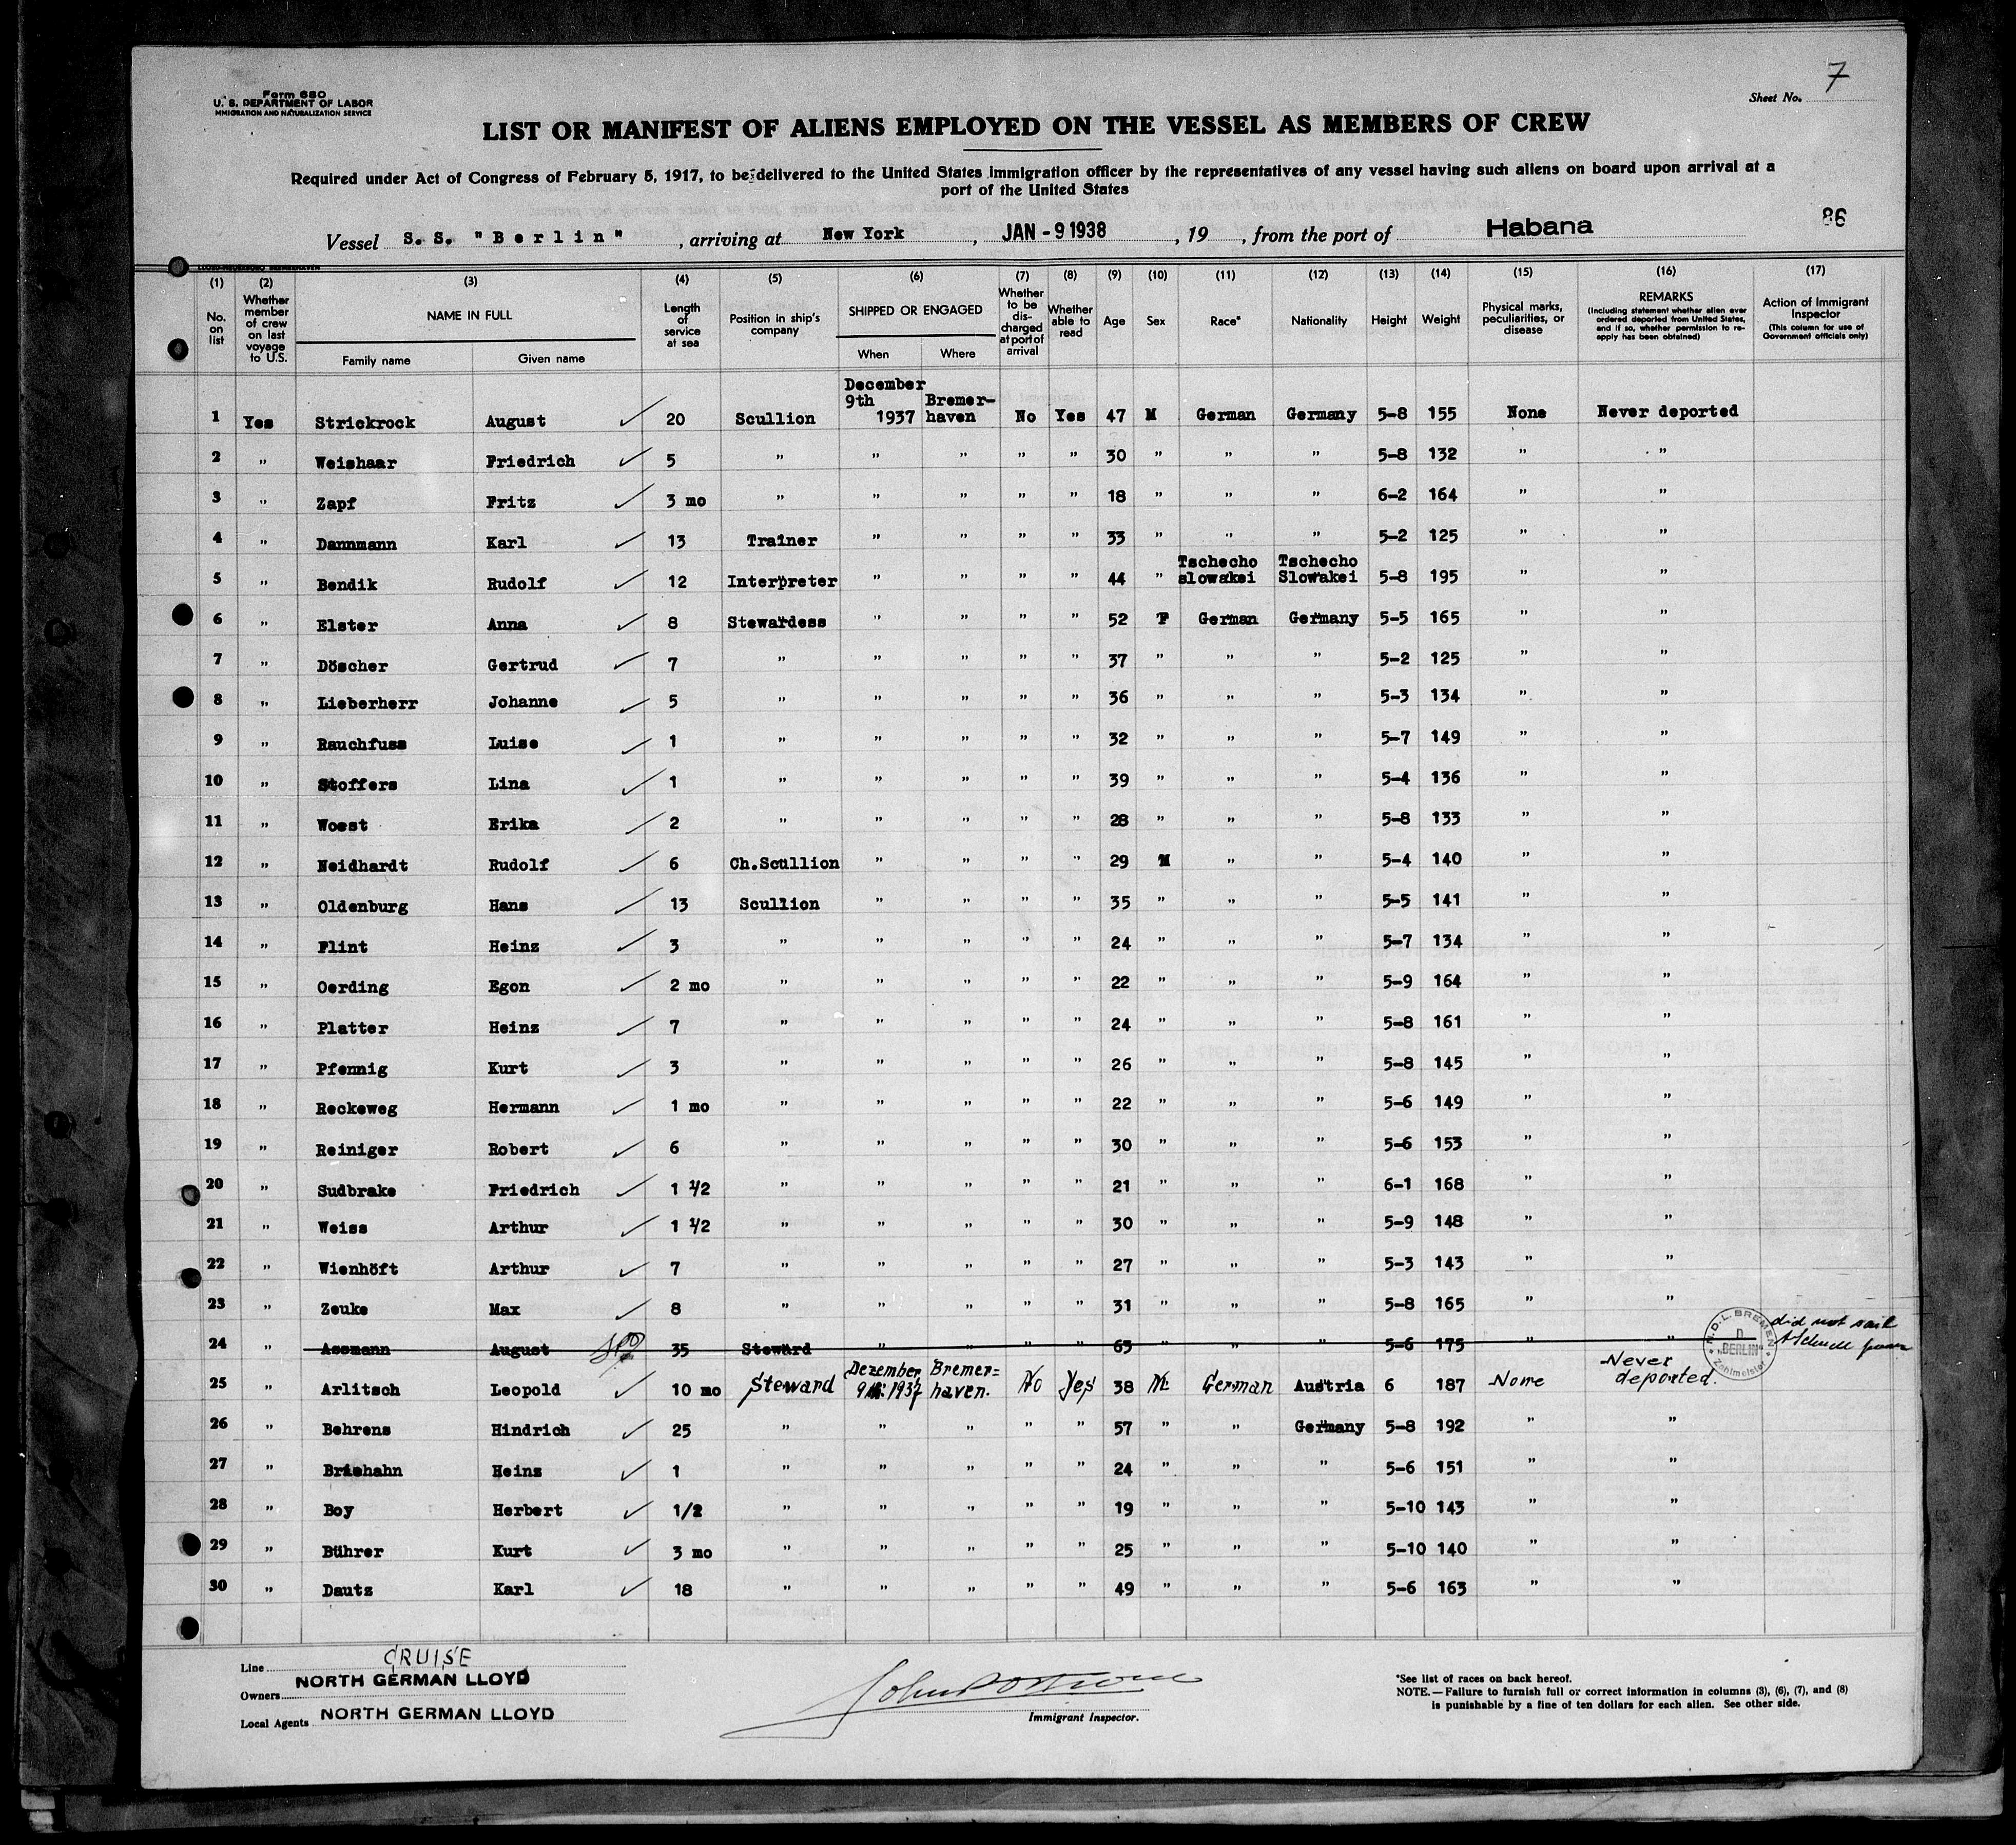 Form 680
U. S. DEPARTMENT OF LABOR
MMIGRATION AND NATURALIZATION SERVICE
7
Sheet No.
LIST OR MANIFEST OF ALIENS EMPLOYED ON THE VESSEL AS MEMBERS OF CREW
Required under Act of Congress of February 5, 1917, to be delivered to the United States Immigration officer by the representatives of any vessel having such aliens on board upon arrival at a
port of the United States
Vessel S. S. "Berlin" , arriving at New York , JAN - 9 1938 , 19 , from the port of Habana 86
(1) (2) (3) (4) (5) (6) (7) (8) (9) (10) (11) (12) (13) (14) (15) (16) (17)
No. on list
Whether member of crew on last voyage to U.S.
NAME IN FULL
Family name Given name
Length of service at sea
Position in ship's company
SHIPPED OR ENGAGED
When Where
Whether to be discharged at port of arrival
Whether able to read
Age
Sex
Race*
Nationality
Height
Weight
Physical marks, peculiarities, or disease
REMARKS
(Including statement whether alien ever ordered deported from United States, and if so, whether permission to reapply has been obtained)
Action of Immigrant Inspector
(This column for use of Government officials only)
1 Yes Strickrock August ✓ 20 Scullion December 9th 1937 Bremerhaven No Yes 47 M German Germany 5-8 155 None Never deported
2 " Weishaar Friedrich ✓ 5 " " " " " 30 " " " 5-8 132 " "
3 " Zapf Fritz ✓ 3 mo " " " " " 18 " " " 6-2 164 " "
4 " Dannmann Karl ✓ 13 Trainer " " " " 33 " " " 5-2 125 " "
5 " Bendik Rudolf ✓ 12 Interpreter " " " " 44 " Tschecho slowakei Tschecho Slowakei 5-8 195 " "
6 " Elster Anna ✓ 8 Stewardess " " " " 52 F German Germany 5-5 165 " "
7 " Döscher Gertrud ✓ 7 " " " " " 37 " " " 5-2 125 " "
8 " Lieberherr Johanne ✓ 5 " " " " " 36 " " " 5-3 134 " "
9 " Rauchfuss Luise ✓ 1 " " " " " 32 " " " 5-7 149 " "
10 " Stoffers Lina ✓ 1 " " " " " 39 " " " 5-4 136 " "
11 " Woest Erika ✓ 2 " " " " " 28 " " " 5-8 133 " "
12 " Neidhardt Rudolf ✓ 6 Ch.Scullion " " " " 29 M " " 5-4 140 " "
13 " Oldenburg Hans ✓ 13 Scullion " " " " 35 " " " 5-5 141 " "
14 " Flint Heinz ✓ 3 " " " " " 24 " " " 5-7 134 " "
15 " Oerding Egon ✓ 2 mo " " " " " 22 " " " 5-9 164 " "
16 " Platter Heinz ✓ 7 " " " " " 24 " " " 5-8 161 " "
17 " Pfennig Kurt ✓ 3 " " " " " 26 " " " 5-8 145 " "
18 " Reckeweg Hermann ✓ 1 mo " " " " " 22 " " " 5-6 149 " "
19 " Reiniger Robert ✓ 6 " " " " " 30 " " " 5-6 153 " "
20 " Sudbrake Friedrich ✓ 1 1/2 " " " " " 21 " " " 6-1 168 " "
21 " Weiss Arthur ✓ 1 1/2 " " " " " 30 " " " 5-9 148 " "
22 " Wienhöft Arthur ✓ 7 " " " " " 27 " " " 5-3 143 " "
23 " Zeuke Max ✓ 8 " " " " " 31 " " " 5-8 165 " "
24 " Assmann August 35 Steward " " " " 63 " " " 5-6 175 " " N.D.L. BREMEN D. "BERLIN" Zahlmeister did not sail
25 " Arlitsch Leopold ✓ 10 mo Steward Dezember 9th 1937 Bremerhaven. No Yes 38 M German Austria 6 187 None Never deported.
26 " Behrens Hindrich ✓ 25 " " " " " 57 " " Germany 5-8 192 " "
27 " Briehahn Heinz ✓ 1 " " " " " 24 " " " 5-6 151 " "
28 " Boy Herbert ✓ 1/2 " " " " " 19 " " " 5-10 143 " "
29 " Bührer Kurt ✓ 3 mo " " " " " 25 " " " 5-10 140 " "
30 " Dautz Karl ✓ 18 " " " " " 49 " " " 5-6 163 " "
Line CRUISE
Owners NORTH GERMAN LLOYD
Local Agents NORTH GERMAN LLOYD
Immigrant Inspector.
*See list of races on back hereof.
NOTE.—Failure to furnish full or correct information in columns (3), (6), (7), and (8)
is punishable by a fine of ten dollars for each alien. See other side.